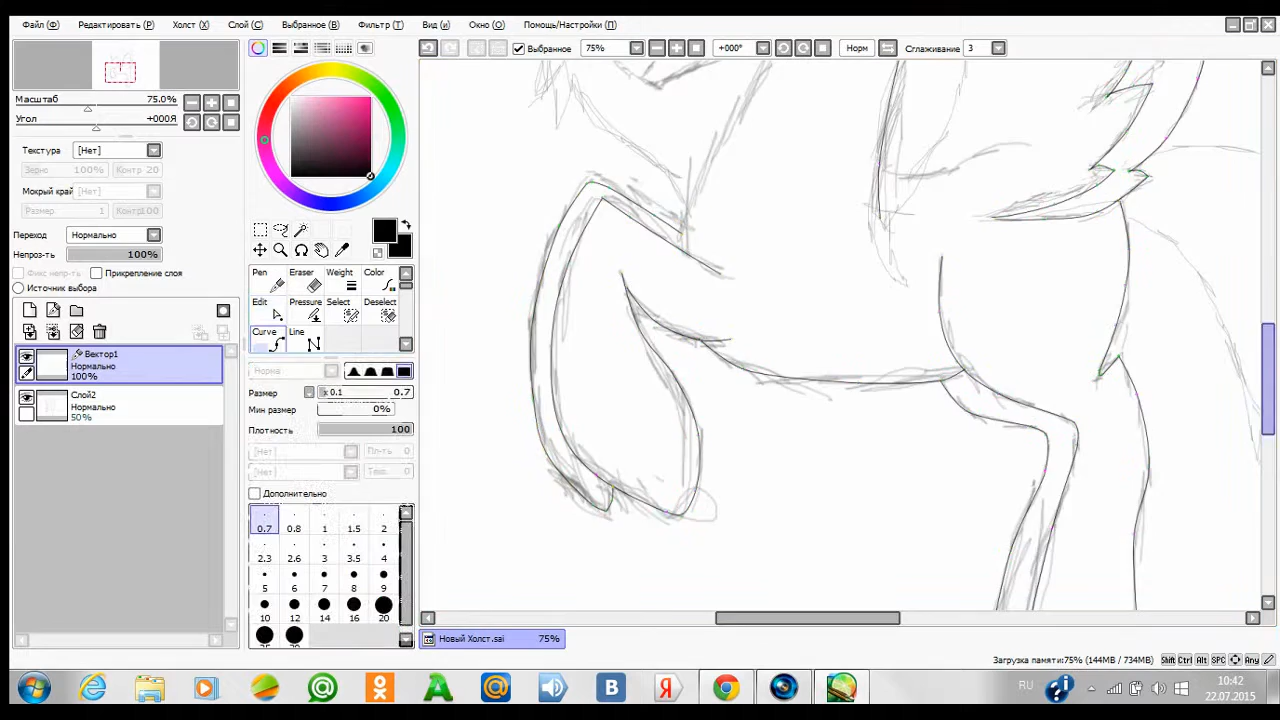 Файл (Ф) Редактировать (P) Холст (X) Слой (C) Выбранное (B) Фильтр (T) Вид (и) Окно (O) Помощь/Настройки (П)
Выбранное 75% +000° Норм Сглаживание 3
Масштаб 75.0%
Угол +000Я
Текстура [Нет]
Зерно 100% Контр 20
Мокрый край [Нет]
Размер 1 Контр 100
Переход Нормально
Непроз-ть 100%
Фикс непр-ть Прикрепление слоя
Источник выбора
Вектор1
Нормально
100%
Слой2
Нормально
50%
Pen Eraser Weight Color
Edit Pressure Select Deselect
Curve Line
Норма
Размер x 0.1 0.7
Мин размер 0%
Плотность 100
[Нет] Пл-ть 0
[Нет] 0
Дополнительно
0.7 0.8 1 1.5 2
2.3 2.6 3 3.5 4
5 6 7 8 9
10 12 14 16 20
Новый Холст.sai 75%
Загрузка памяти:75% (144MB / 734MB) Shift Ctrl Alt SPC Any
RU
10:42
22.07.2015